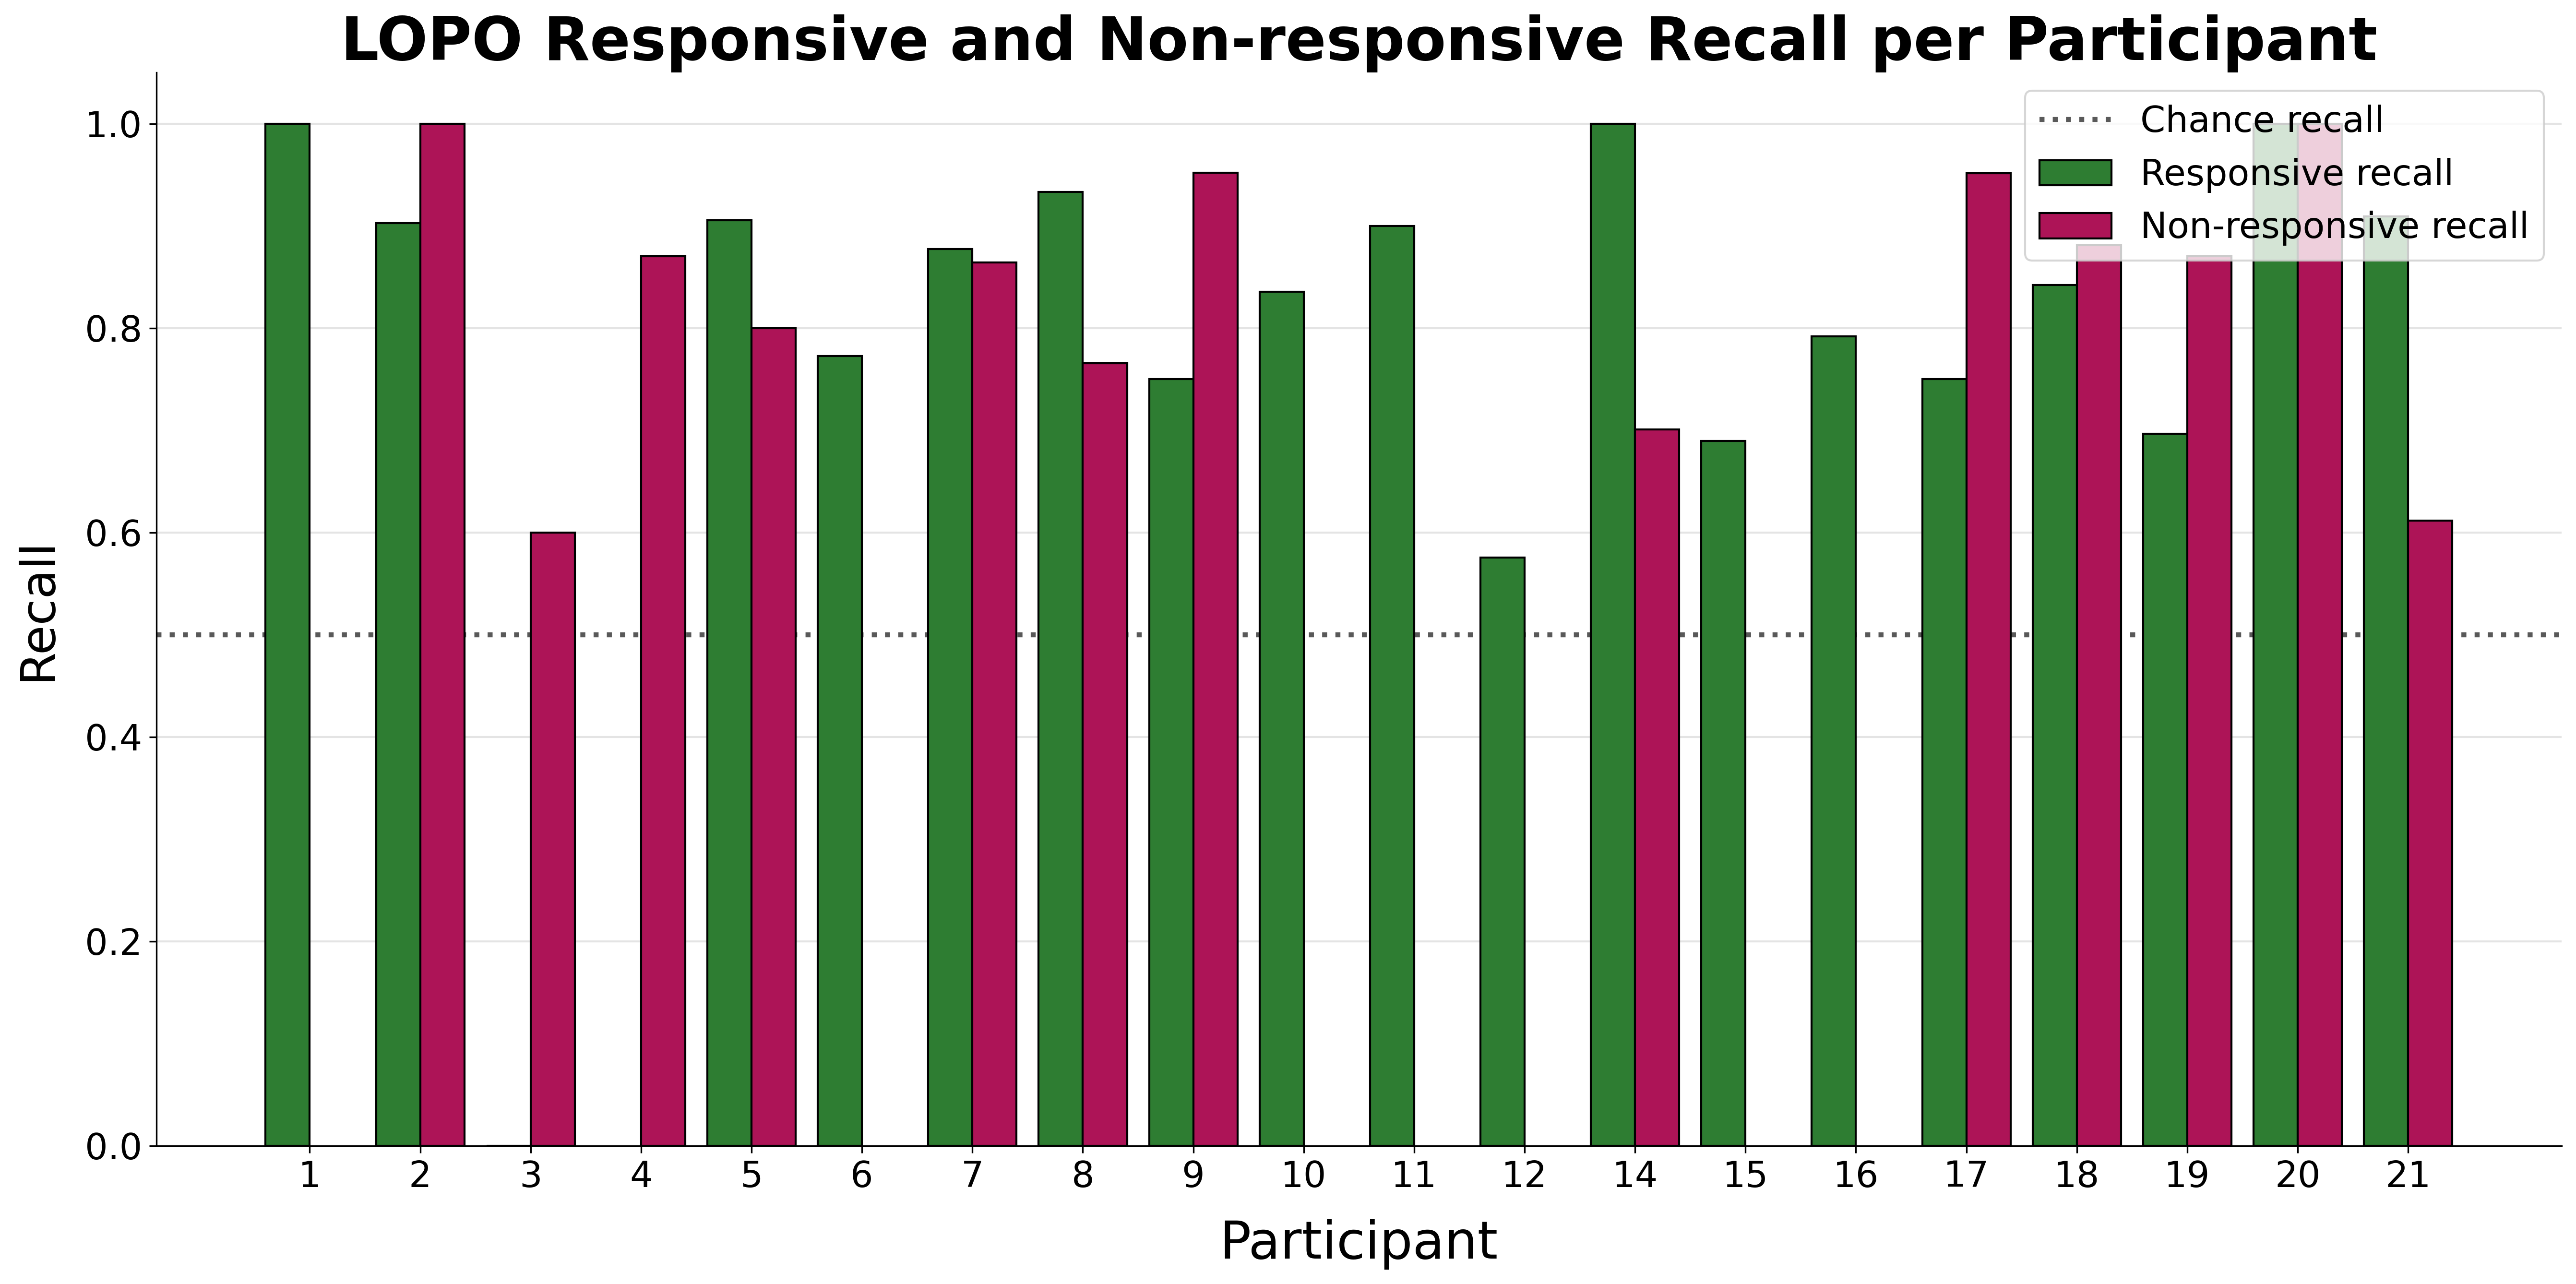 LOPO Responsive and Non-responsive Recall per Participant
Chance recall
Responsive recall
Non-responsive recall
Recall
1.0
0.8
0.6
0.4
0.2
0.0
1 2 3 4 5 6 7 8 9 10 11 12 14 15 16 17 18 19 20 21
Participant